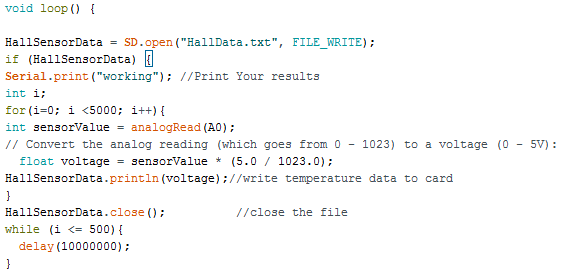 void loop() {
HallSensorData = SD.open("HallData.txt", FILE_WRITE);
if (HallSensorData) {
Serial.print("working"); //Print Your results
int i;
for(i=0; i <5000; i++){
int sensorValue = analogRead(A0);
// Convert the analog reading (which goes from 0 - 1023) to a voltage (0 - 5V):
float voltage = sensorValue * (5.0 / 1023.0);
HallSensorData.println(voltage);//write temperature data to card
}
HallSensorData.close(); //close the file
while (i <= 500){
delay(10000000);
}